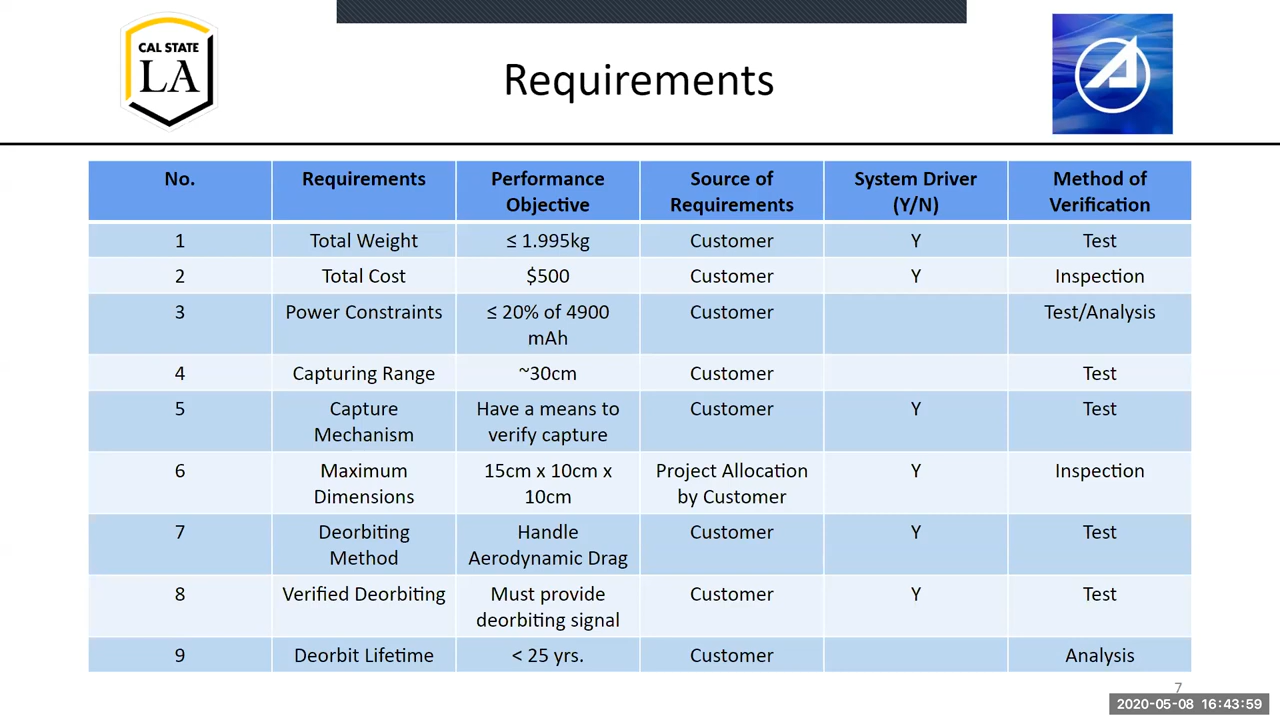 CAL STATE
LA
Requirements
No.
Requirements
Performance
Objective
Source of
Requirements
System Driver
(Y/N)
Method of
Verification
1
Total Weight
≤ 1.995kg
Customer
Y
Test
2
Total Cost
$500
Customer
Y
Inspection
3
Power Constraints
≤ 20% of 4900
mAh
Customer
Test/Analysis
4
Capturing Range
~30cm
Customer
Test
5
Capture
Mechanism
Have a means to
verify capture
Customer
Y
Test
6
Maximum
Dimensions
15cm x 10cm x
10cm
Project Allocation
by Customer
Y
Inspection
7
Deorbiting
Method
Handle
Aerodynamic Drag
Customer
Y
Test
8
Verified Deorbiting
Must provide
deorbiting signal
Customer
Y
Test
9
Deorbit Lifetime
< 25 yrs.
Customer
Analysis
7
2020-05-08 16:43:59